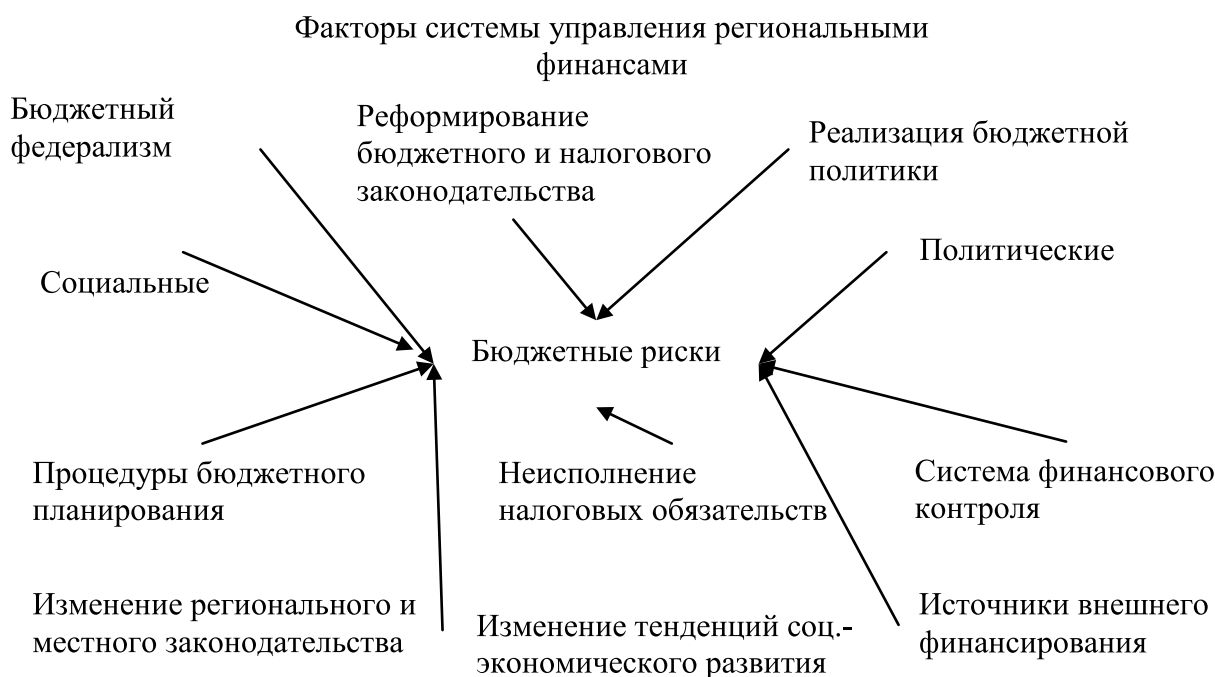 Факторы системы управления региональными
финансами
Бюджетный
федерализм
Реформирование
бюджетного и налогового
законодательства
Реализация бюджетной
политики
Социальные
Политические
Бюджетные риски
Процедуры бюджетного
планирования
Неисполнение
налоговых обязательств
Система финансового
контроля
Изменение регионального и
местного законодательства
Изменение тенденций соц.-
экономического развития
Источники внешнего
финансирования